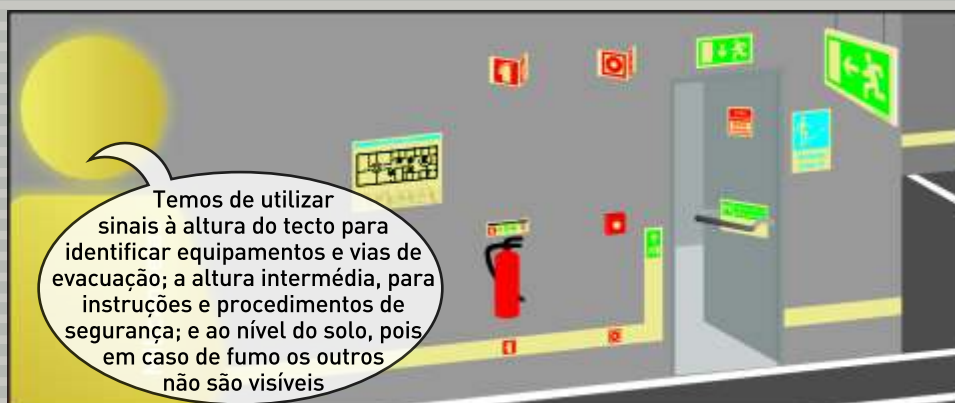 Temos de utilizar
sinais à altura do tecto para
identificar equipamentos e vias de
evacuação; a altura intermédia, para
instruções e procedimentos de
segurança; e ao nível do solo, pois
em caso de fumo os outros
não são visíveis